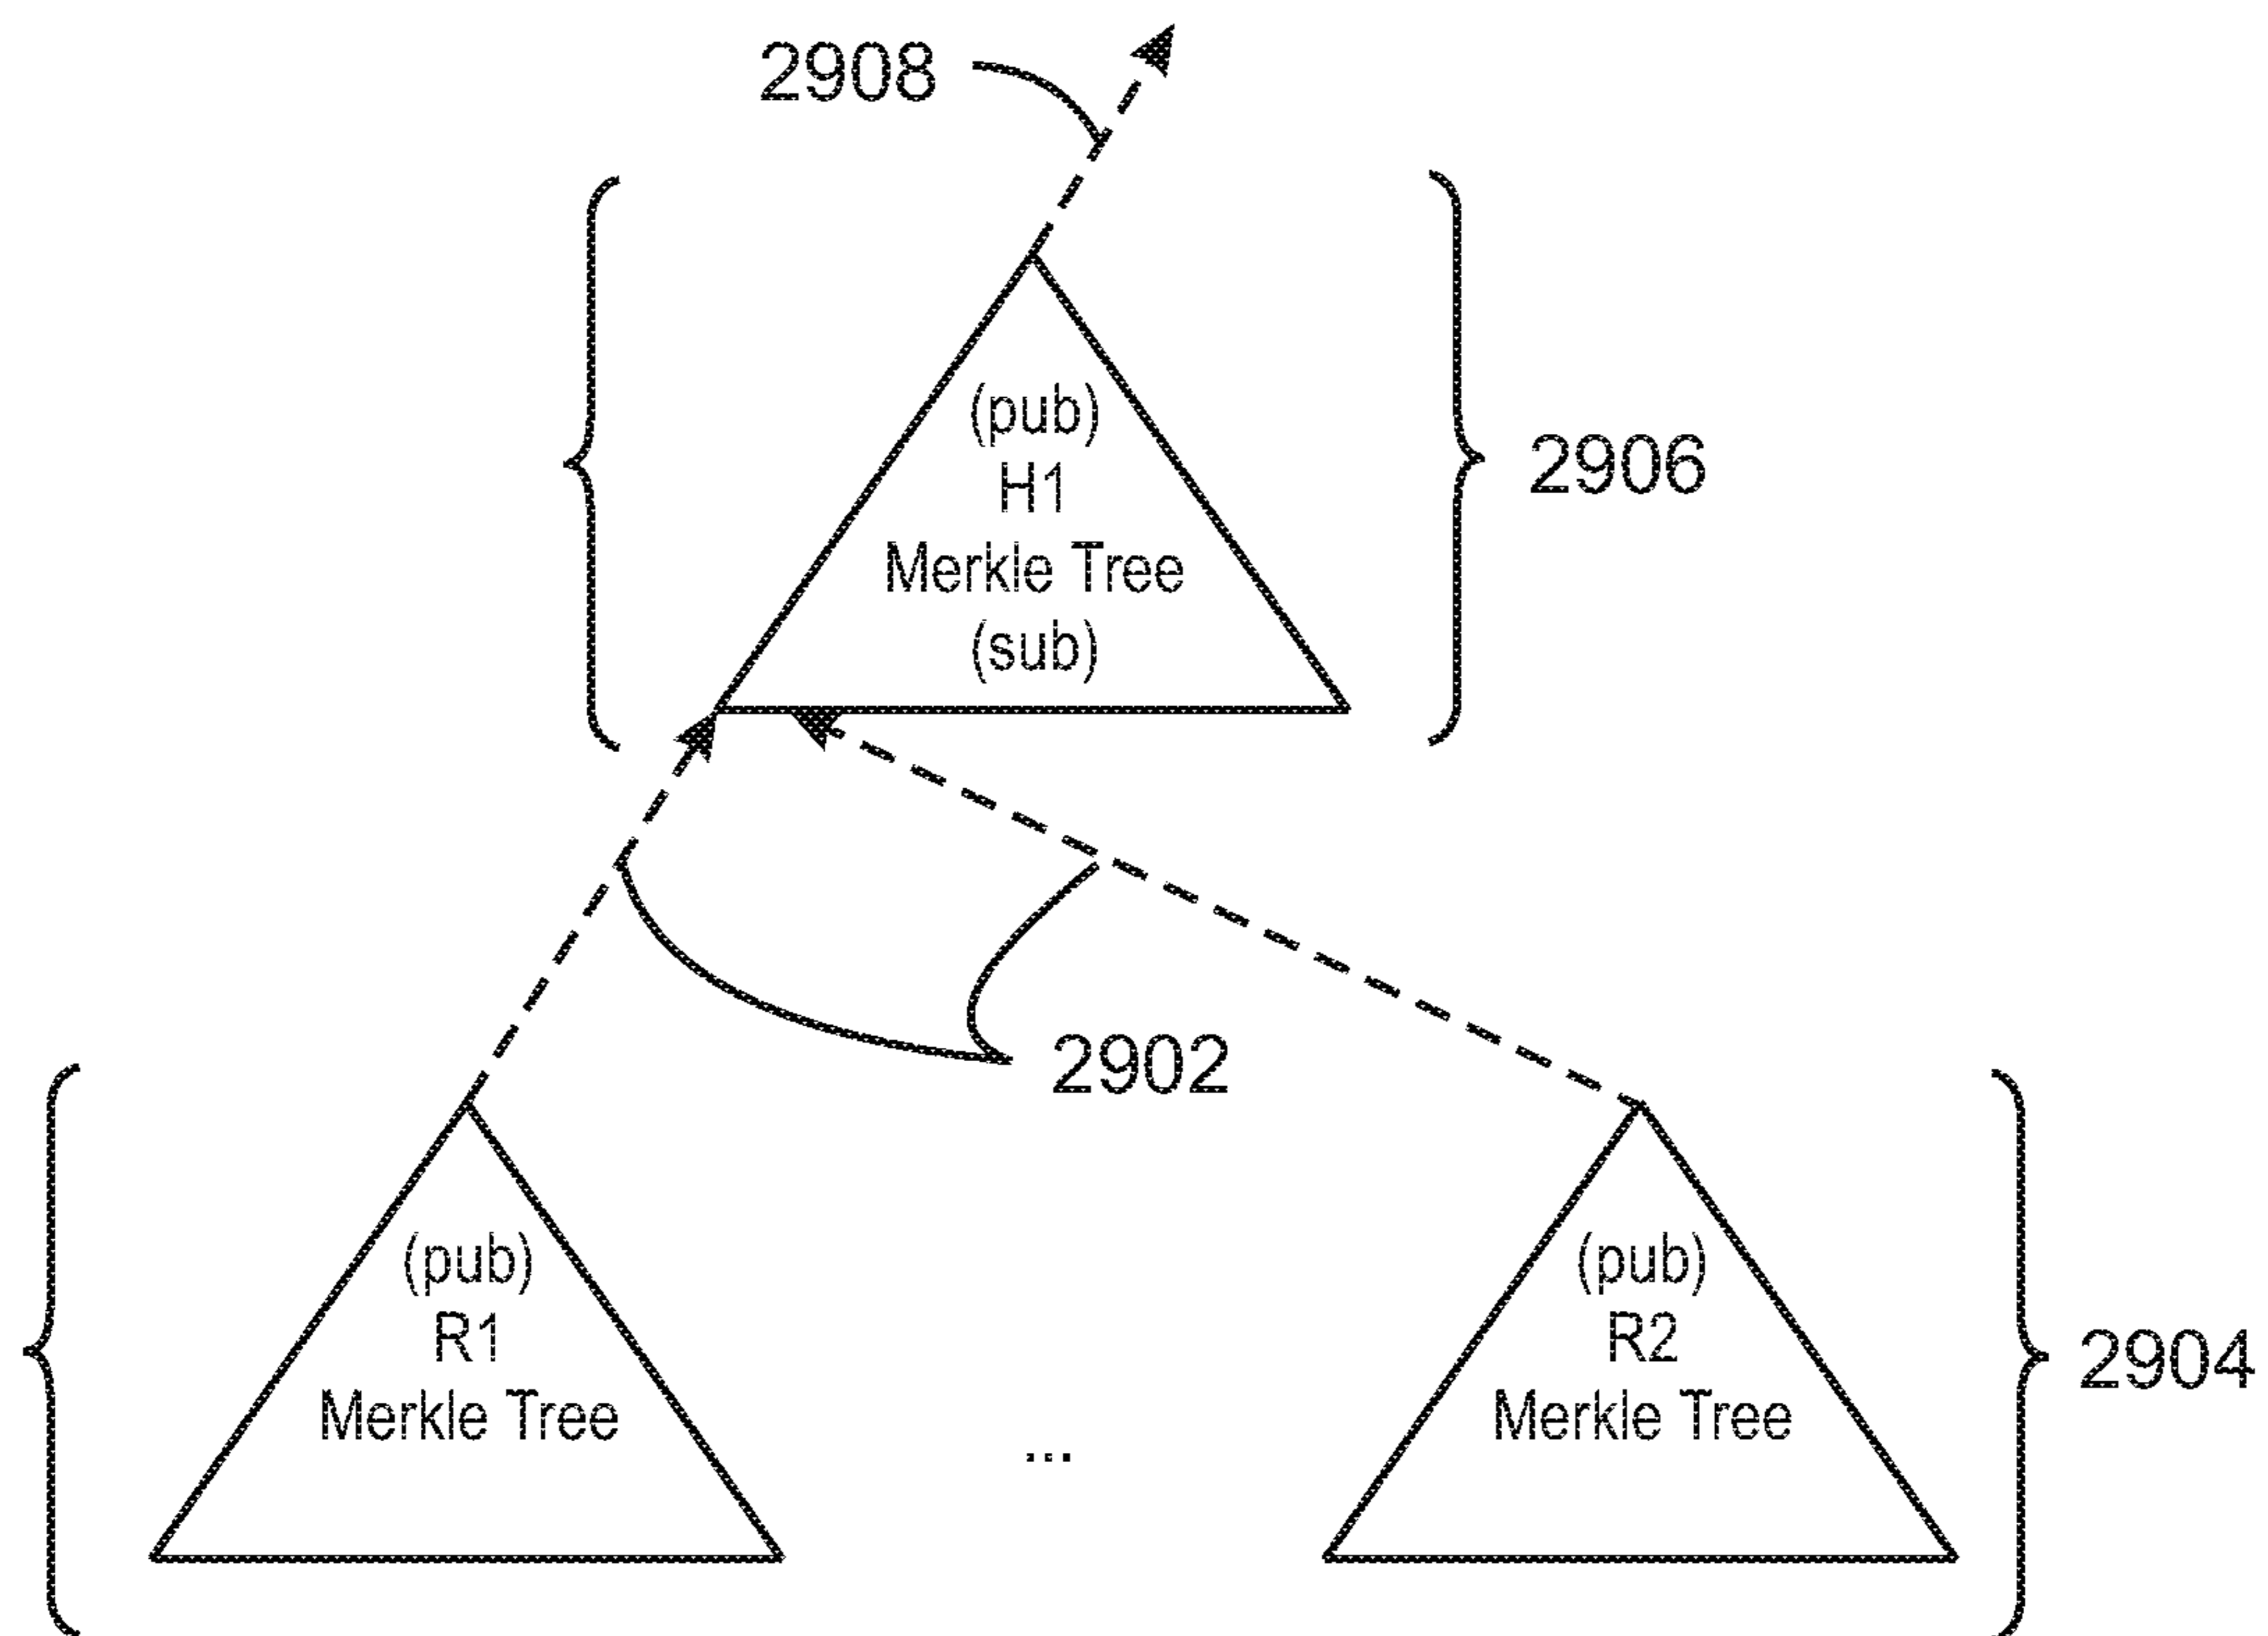 2908
(pub)
H1
Merkle Tree
(sub)
2906
2902
(pub)
R1
Merkle Tree
...
(pub)
R2
Merkle Tree
2904